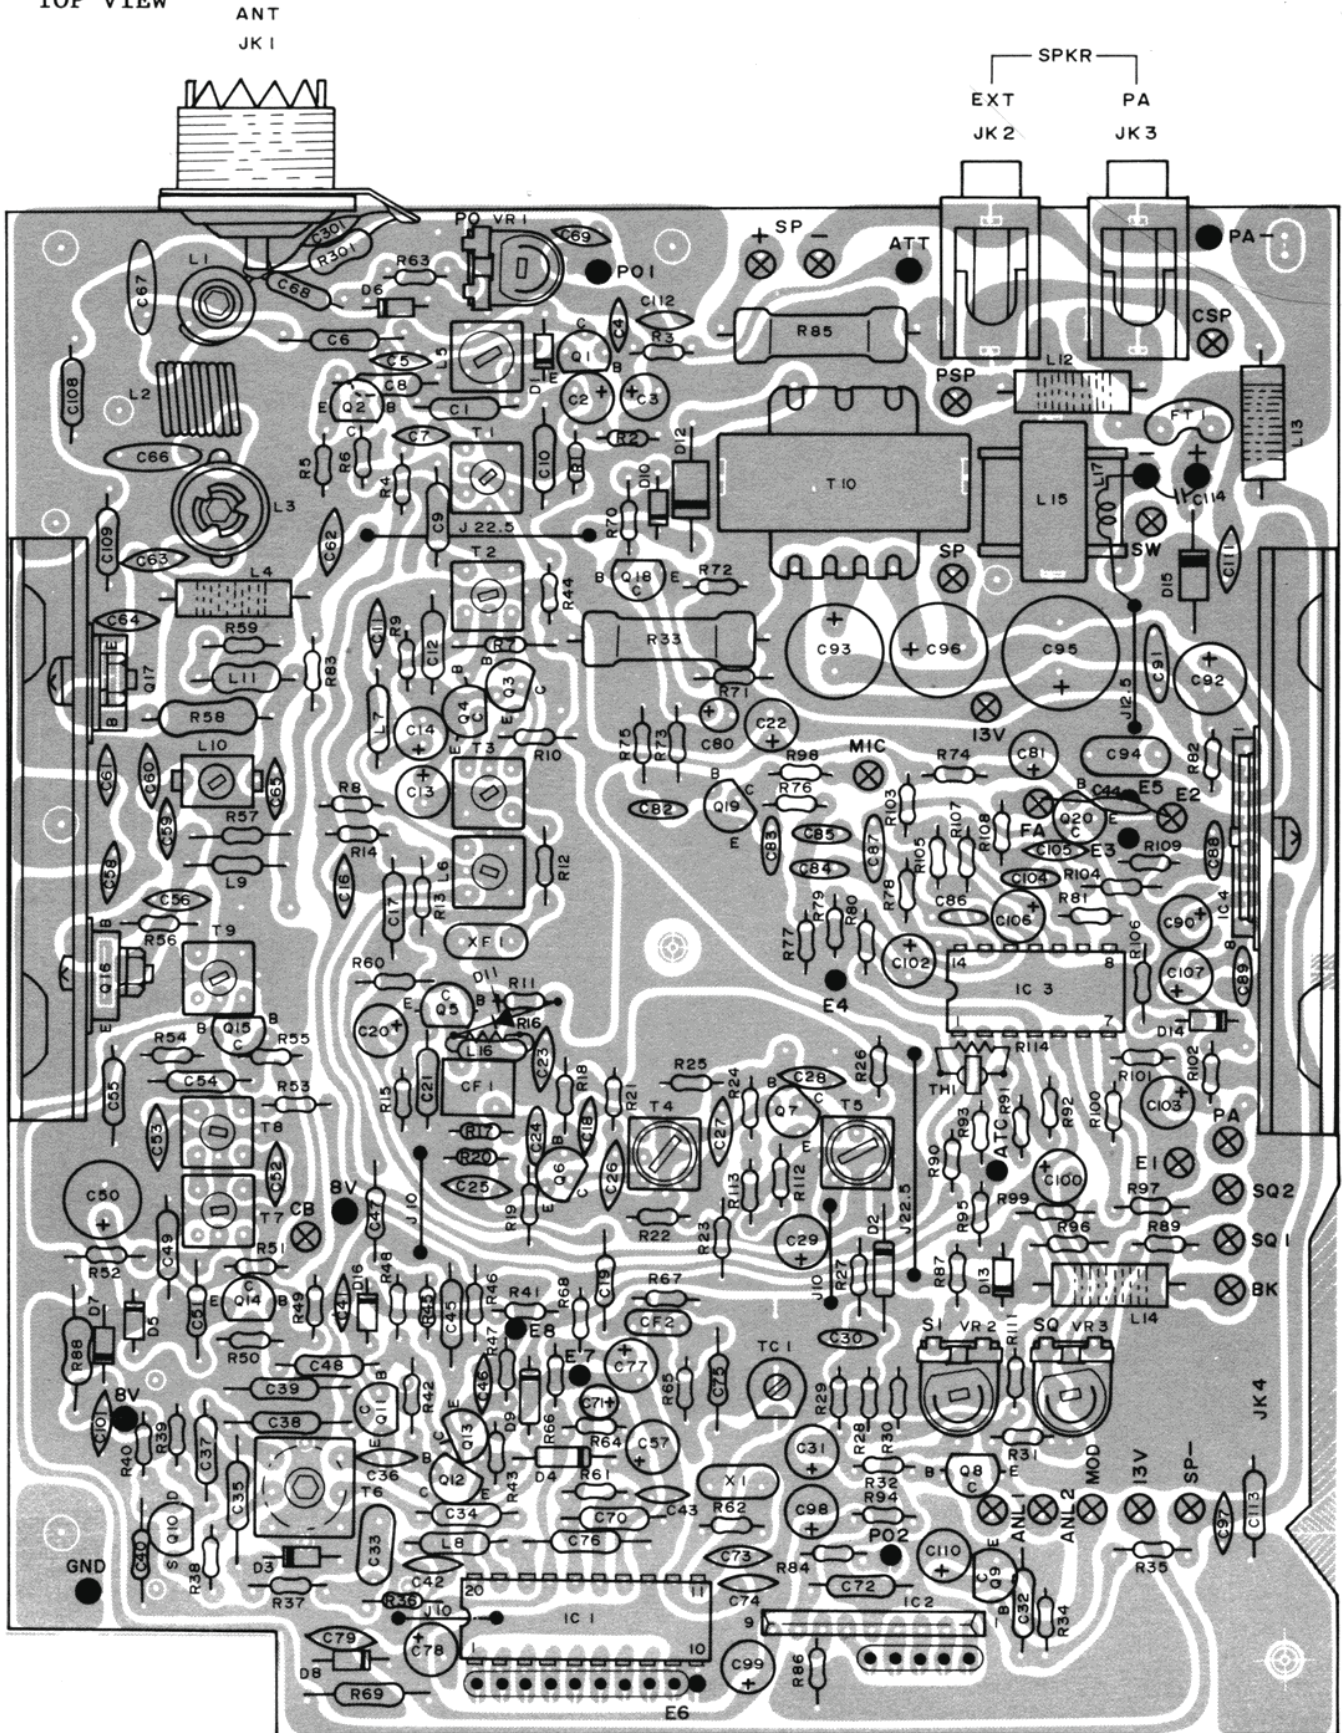 TOP VIEW
ANT
JK1
SPKR
EXT PA
JK2 JK3
PO VR1 C69
C301
R301
L1
C67
C68
R63
D6
PO1
+ SP -
ATT
PA-
C6
C5
C8
L5
D1
C
Q1
B
E
C4
C112
R3
R85
CSP
C108
L2
E Q2 B
C
C1
C2 +
+ C3
PSP
L12
FT1
L13
C66
R5
R6
C7
R4
T1
C10
R1
R2
D12
D10
T10
L15
L17
- +
C114
L3
C109
C63
C62
C9
J22.5
R70
SW
D15
C111
T2
L4
R44
B Q18 E
C
R72
SP
C64
R59
E
Q17
B
L11
R83
C11
R9
C12
B
R7
B
Q3
C
E
R33
C93
C96
C95
C91
C92
R58
L7
C14
Q4
C
E
R71
J12.5
L10
T3
R10
R75
R73
C80
C22
13V
C81
C94
R82
1
C61
C60
C65
C13
R98
MIC
R74
E5
C44
E2
R8
B
C
Q19
E
R76
R103
B
Q20
C
E
FA
C59
R57
R14
C82
C83
C85
C87
R107
R108
C105
E3
R109
C88
L9
C58
C16
L6
R12
C84
R105
C104
R104
C56
R13
C17
R79
R80
R78
C86
C106
R81
C90
IC4
B
R56
T9
XF1
R77
C102
14 8
R106
8
Q16
E
R60
D11
R11
E4
IC 3
C107
C89
B Q15 B
C
C20
E
C
Q5
B
R16
1 7
D14
R54
R55
L16
C23
R25
R26
R114
R101
R102
C54
C55
R53
R15
C21
CF1
R18
R21
R24
B
C28
Q7
C
E
T5
TH1
C103
T8
C53
R17
C24
C18
T4
C27
R93
R91
R92
R100
PA
C52
R20
B
Q6
C
E
C26
R90
ATC
E1
C50
8V
C25
R113
R112
C100
SQ2
T7
CB
C47
J10
R19
R22
R23
J22.5
R95
R99
R97
C49
C29
D2
R96
R89
SQ1
R52
R51
R48
C19
R67
J10
R27
R87
D13
BK
D7
D5
C51
E
Q14
B
C
R49
C41
D16
R45
C45
R46
R41
R68
L14
R88
R50
E8
CF2
C30
S1 VR2
R111
SQ VR3
C48
R47
E7
C77
TC1
C39
R42
C46
R65
C75
R29
JK4
8V
C101
C38
C
Q11
E
D9
C71
R40
R39
C37
E
Q13
C
R66
R64
C57
C31
R28
R30
R31
B
C36
B
D4
R61
R32
B Q8 E
C
MOD
13V
SP-
T6
C35
Q12
C
E
R43
X1
C43
C98
R94
ANL1
ANL2
C97
C113
D
Q10
S
C34
C70
R62
L8
C76
PO2
R38
D3
C33
C73
R84
C110
E
C
Q9
B
R35
GND
C40
R37
C42
C74
C72
R36
20 11
IC2
C32
R34
J10
IC 1
9
C79
+ C78
1 10
R86
D8
C99
R69
E6